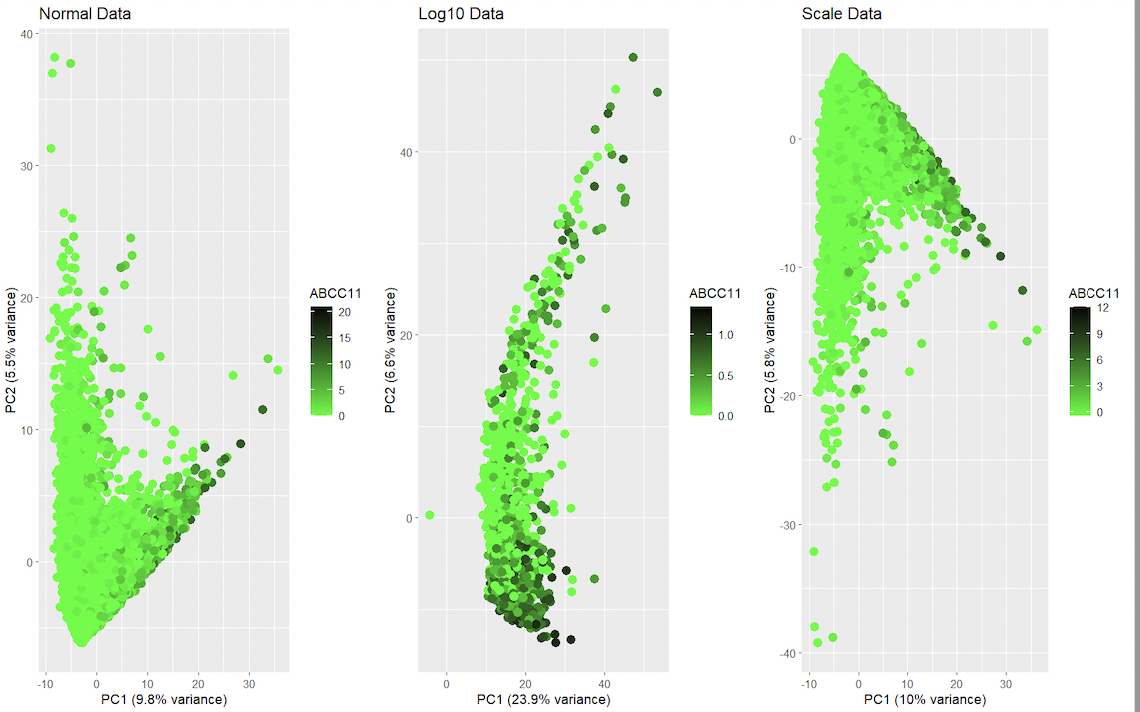 Normal Data
40
30
20
10
0
-10 0 10 20 30
PC1 (9.8% variance)
PC2 (5.5% variance)
ABCC11
20
15
10
5
0
Log10 Data
40
20
0
0 20 40
PC1 (23.9% variance)
PC2 (6.6% variance)
ABCC11
1.0
0.5
0.0
Scale Data
0
-10
-20
-30
-40
-10 0 10 20 30
PC1 (10% variance)
PC2 (5.8% variance)
ABCC11
12
9
6
3
0